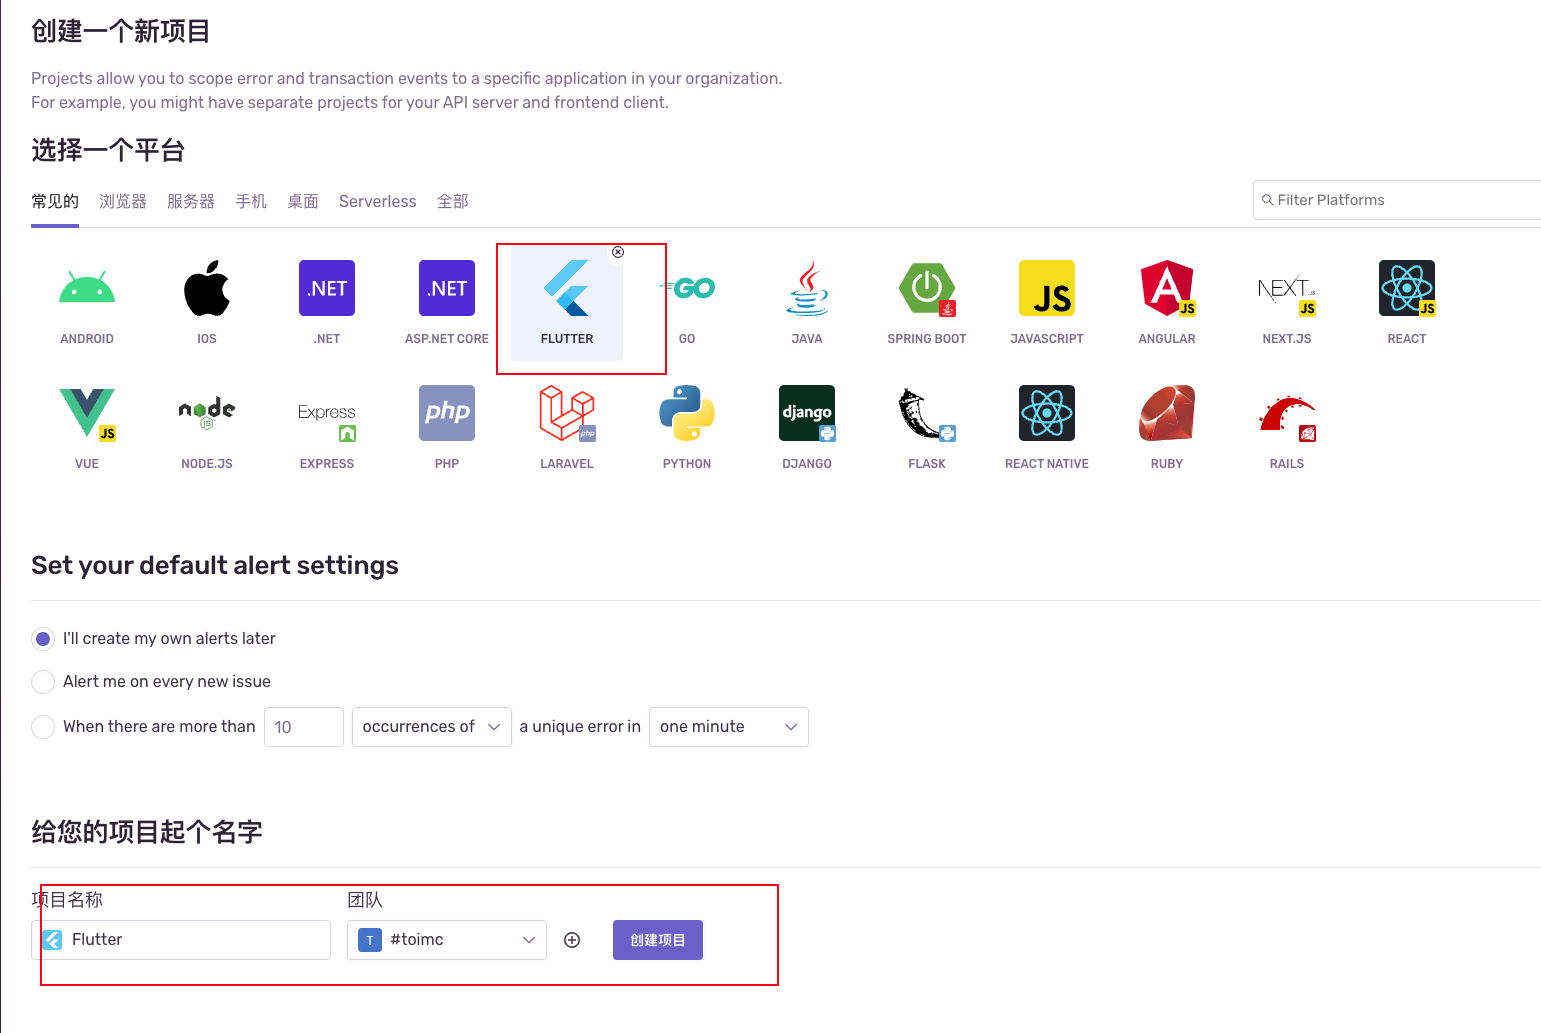 创建一个新项目
Projects allow you to scope error and transaction events to a specific application in your organization.
For example, you might have separate projects for your API server and frontend client.
选择一个平台
常见的 浏览器 服务器 手机 桌面 Serverless 全部
Filter Platforms
.NET .NET GO JS JS NEXT.JS JS JS
ANDROID IOS .NET ASP.NET CORE FLUTTER GO JAVA SPRING BOOT JAVASCRIPT ANGULAR NEXT.JS REACT
JS node JS Express php php django
VUE NODE.JS EXPRESS PHP LARAVEL PYTHON DJANGO FLASK REACT NATIVE RUBY RAILS
Set your default alert settings
I'll create my own alerts later
Alert me on every new issue
When there are more than 10 occurrences of a unique error in one minute
给您的项目起个名字
项目名称 团队
Flutter T #toimc 创建项目